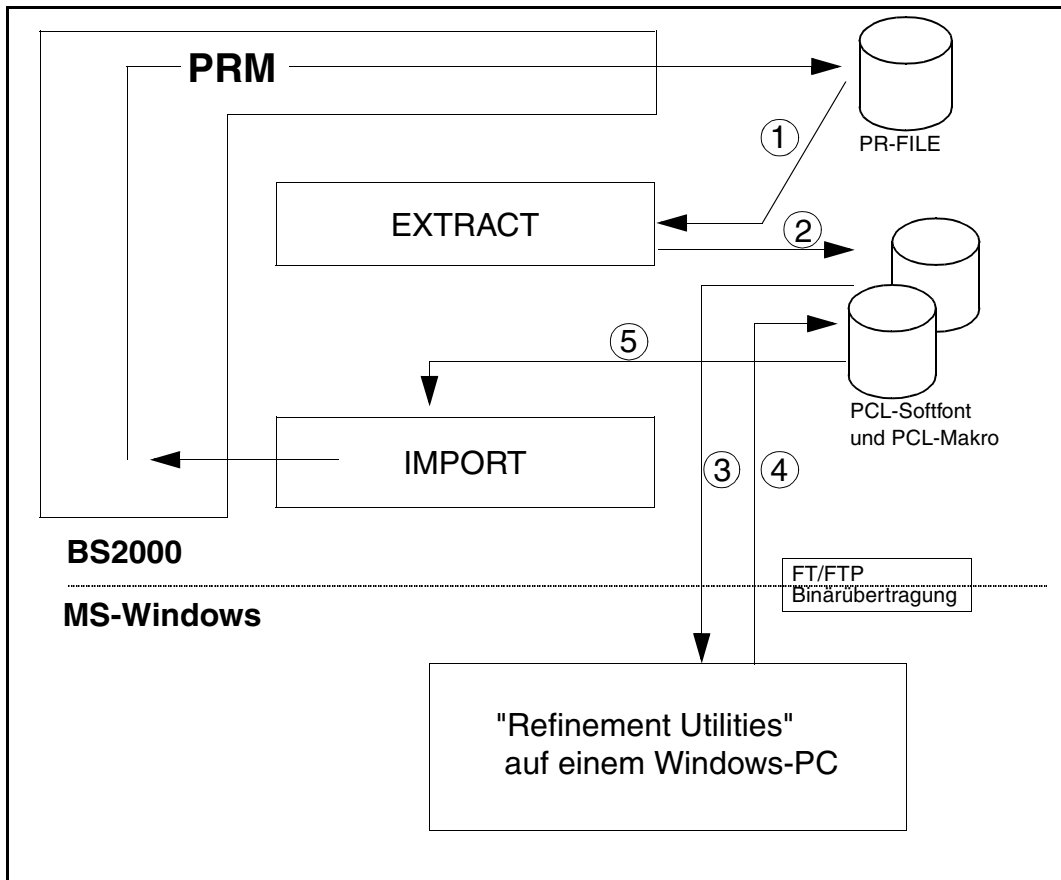 PRM
PR-FILE
1
EXTRACT
2
5
PCL-Softfont
und PCL-Makro
IMPORT
3
4
BS2000
FT/FTP
Binärübertragung
MS-Windows
"Refinement Utilities"
auf einem Windows-PC